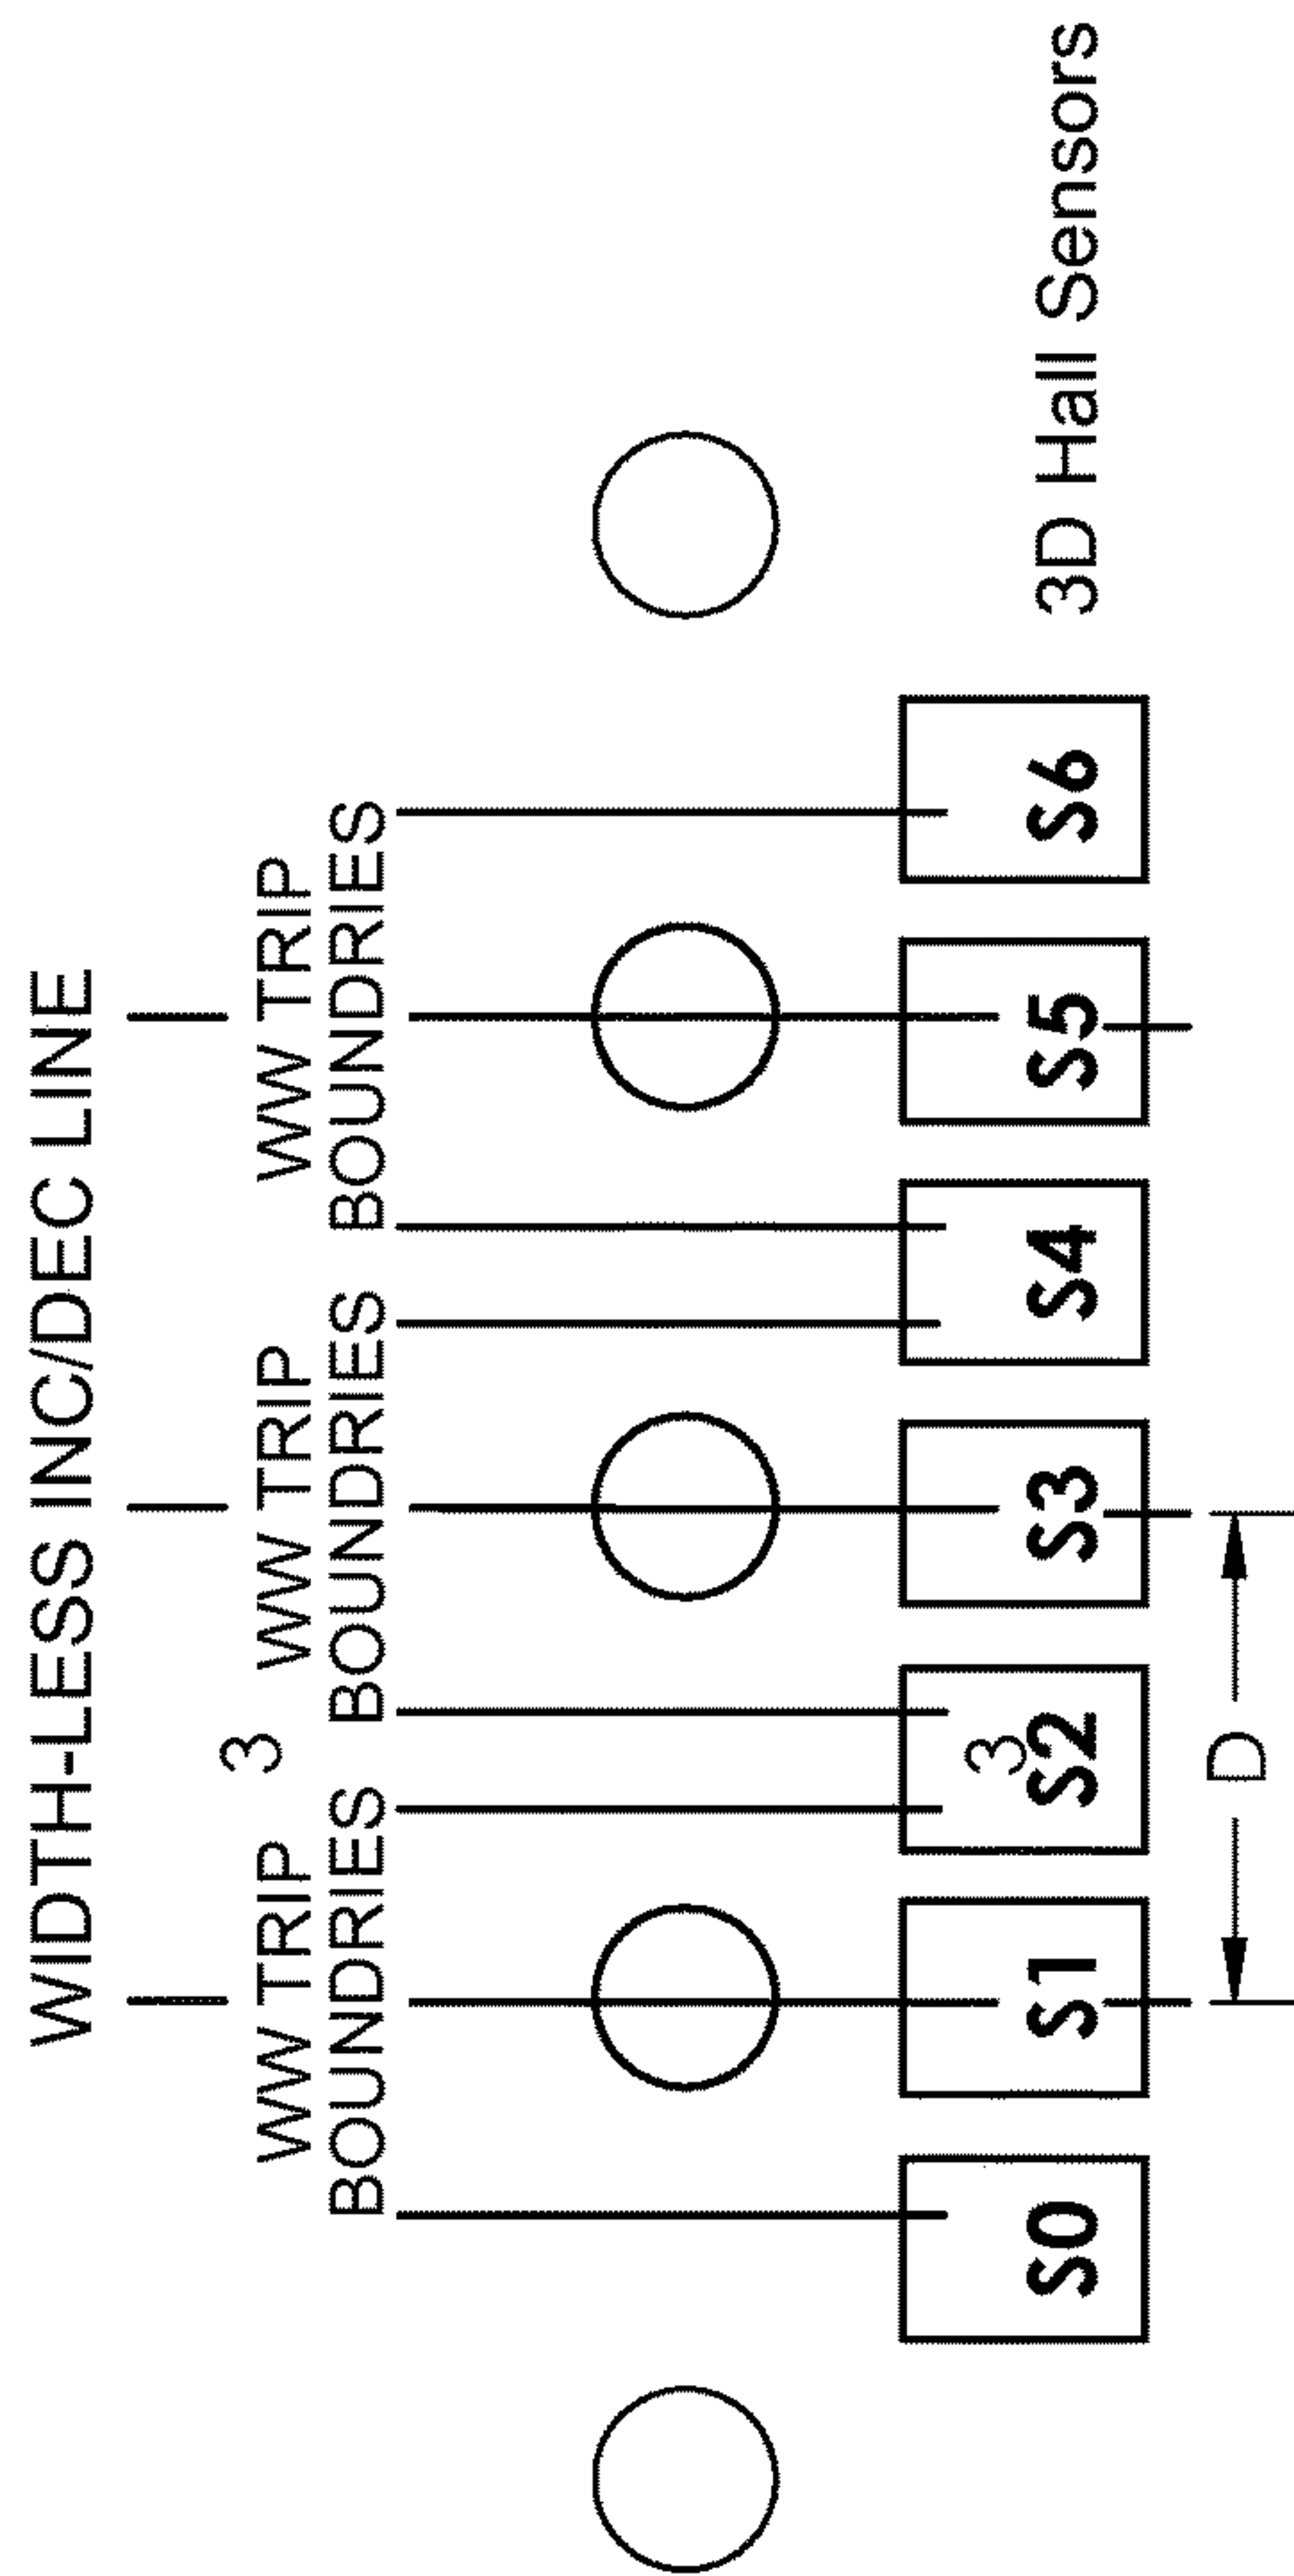 WIDTH-LESS INC/DEC LINE
WW TRIP
BOUNDRIES
3
WW TRIP
BOUNDRIES
WW TRIP
BOUNDRIES
S0
S1
3
S2
S3
S4
S5
S6
3D Hall Sensors
D